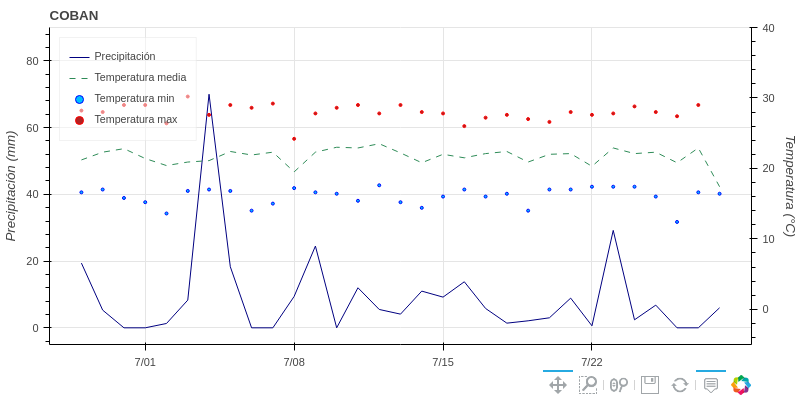 COBAN
Precipitación
Temperatura media
Temperatura min
Temperatura max
Precipitación (mm)
80
60
40
20
0
Temperatura (°C)
40
30
20
10
0
7/01
7/08
7/15
7/22